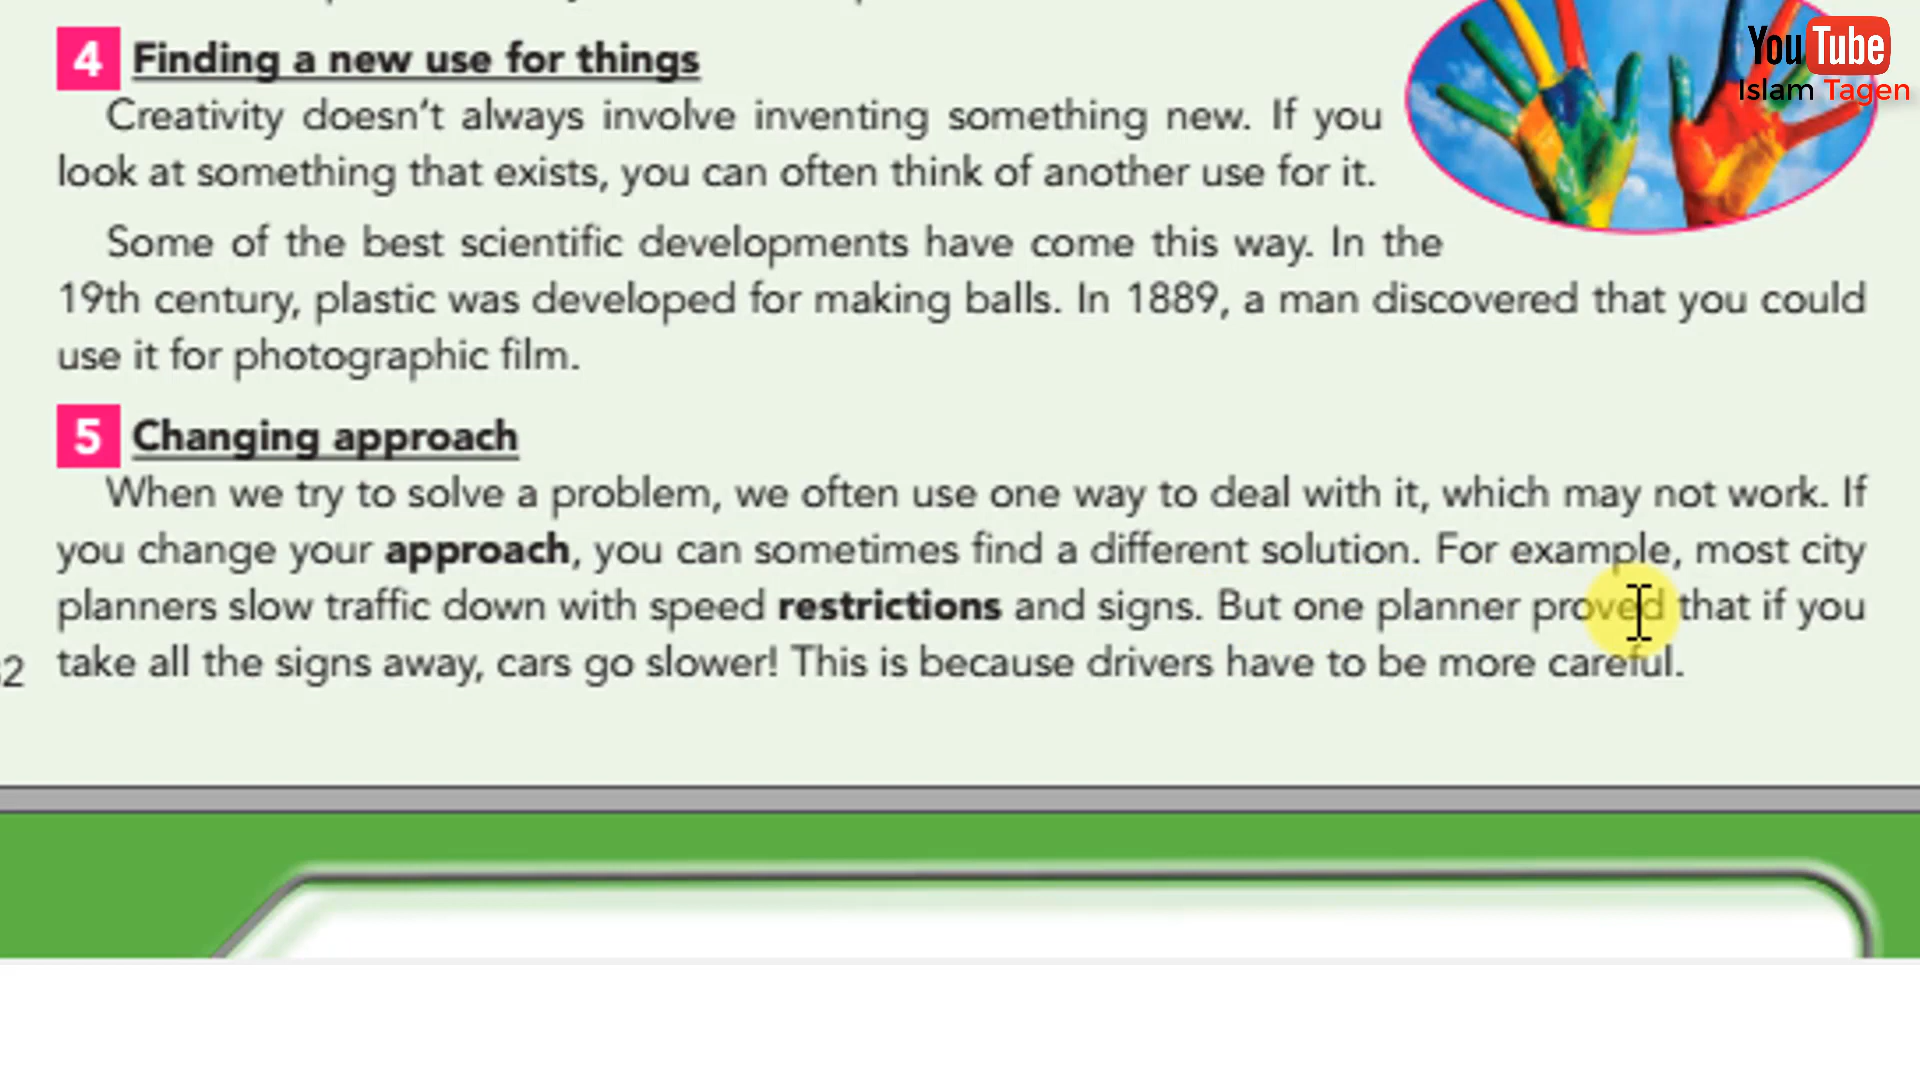 YouTube
Islam Tagen
4 Finding a new use for things
Creativity doesn't always involve inventing something new. If you
look at something that exists, you can often think of another use for it.
Some of the best scientific developments have come this way. In the
19th century, plastic was developed for making balls. In 1889, a man discovered that you could
use it for photographic film.
5 Changing approach
When we try to solve a problem, we often use one way to deal with it, which may not work. If
you change your approach, you can sometimes find a different solution. For example, most city
planners slow traffic down with speed restrictions and signs. But one planner proved that if you
take all the signs away, cars go slower! This is because drivers have to be more careful.